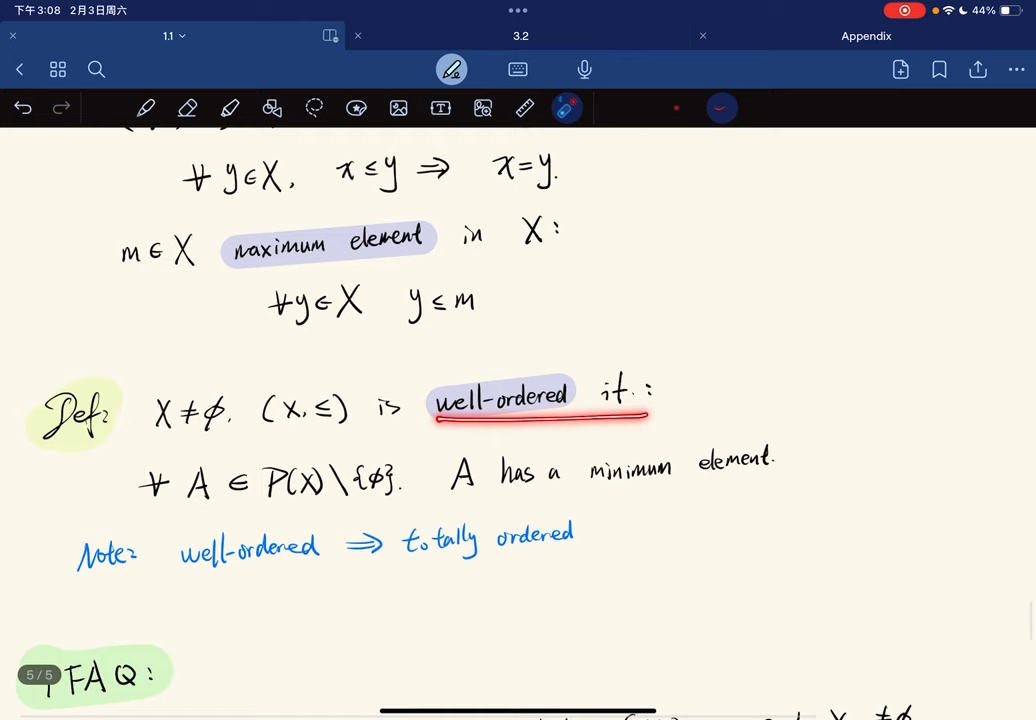 下午3:08 2月3日周六
44%
1.1
3.2
Appendix
∀ y∈X, x≤y ⇒ x=y.
m∈X maximum element in X:
∀y∈X y≤m
Def: X≠∅, (X,≤) is well-ordered if:
∀ A ∈ P(X)\{∅}. A has a minimum element.
Note: well-ordered ⇒ totally ordered
5/5
FAQ:
X ≠∅